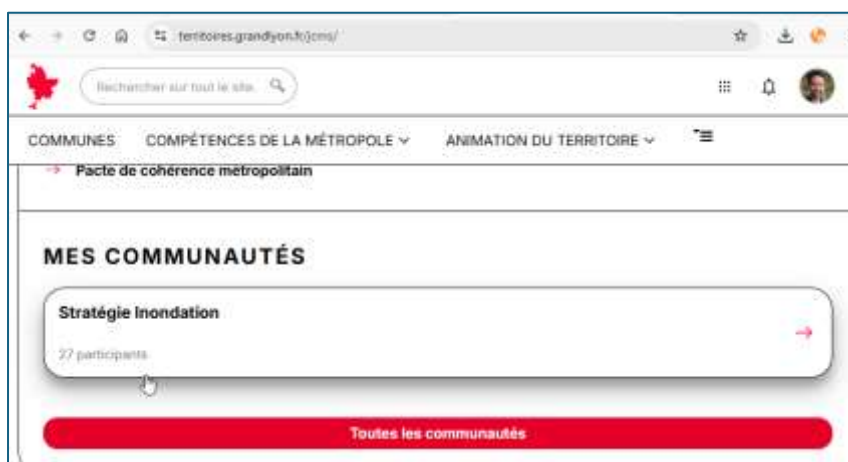 territoires.grandlyon.fr/jcms/
Rechercher sur tout le site.
COMMUNES COMPÉTENCES DE LA MÉTROPOLE ANIMATION DU TERRITOIRE
→ Pacte de cohérence métropolitain
MES COMMUNAUTÉS
Stratégie Inondation
→
27 participants
Toutes les communautés